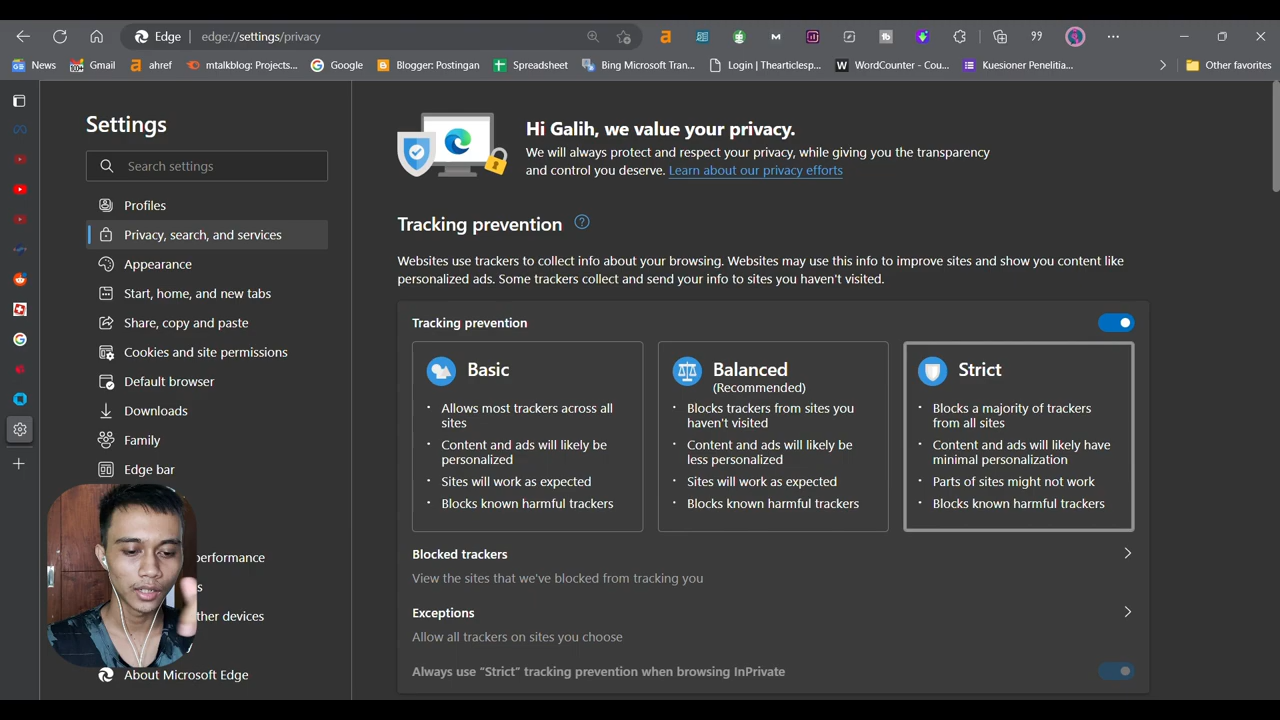 Edge
edge://settings/privacy
News
Gmail
ahref
mtalkblog: Projects...
Google
Blogger: Postingan
Spreadsheet
Bing Microsoft Tran...
Login | Thearticlesp...
WordCounter - Cou...
Kuesioner Penelitia...
Other favorites
Settings
Search settings
Profiles
Privacy, search, and services
Appearance
Start, home, and new tabs
Share, copy and paste
Cookies and site permissions
Default browser
Downloads
Family
Edge bar
performance
ther devices
About Microsoft Edge
Hi Galih, we value your privacy.
We will always protect and respect your privacy, while giving you the transparency
and control you deserve. Learn about our privacy efforts
Tracking prevention
Websites use trackers to collect info about your browsing. Websites may use this info to improve sites and show you content like
personalized ads. Some trackers collect and send your info to sites you haven't visited.
Tracking prevention
Basic
Allows most trackers across all
sites
Content and ads will likely be
personalized
Sites will work as expected
Blocks known harmful trackers
Balanced
(Recommended)
Blocks trackers from sites you
haven't visited
Content and ads will likely be
less personalized
Sites will work as expected
Blocks known harmful trackers
Strict
Blocks a majority of trackers
from all sites
Content and ads will likely have
minimal personalization
Parts of sites might not work
Blocks known harmful trackers
Blocked trackers
View the sites that we've blocked from tracking you
Exceptions
Allow all trackers on sites you choose
Always use “Strict” tracking prevention when browsing InPrivate